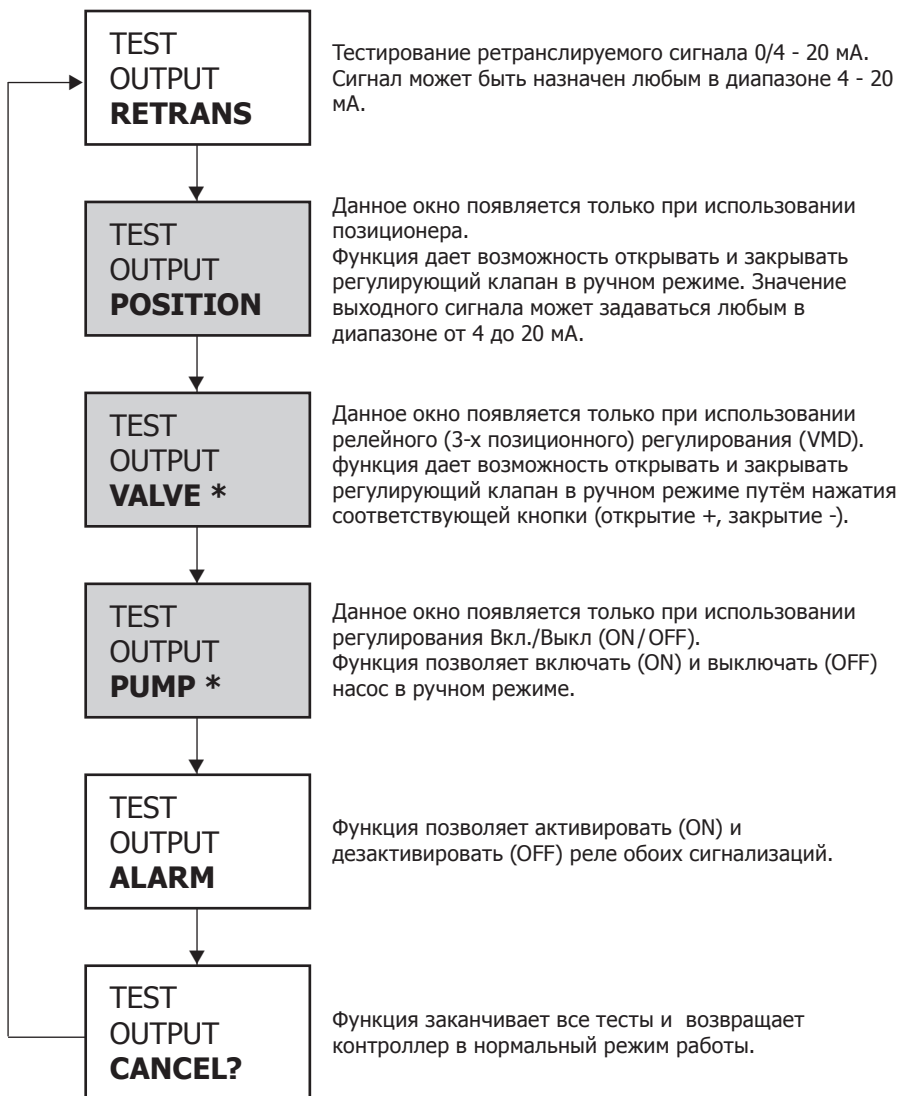 TEST
OUTPUT
RETRANS
Тестирование ретранслируемого сигнала 0/4 - 20 мА.
Сигнал может быть назначен любым в диапазоне 4 - 20
мА.
TEST
OUTPUT
POSITION
Данное окно появляется только при использовании
позиционера.
Функция дает возможность открывать и закрывать
регулирующий клапан в ручном режиме. Значение
выходного сигнала может задаваться любым в
диапазоне от 4 до 20 мА.
TEST
OUTPUT
VALVE *
Данное окно появляется только при использовании
релейного (3-х позиционного) регулирования (VMD).
функция дает возможность открывать и закрывать
регулирующий клапан в ручном режиме путём нажатия
соответствующей кнопки (открытие +, закрытие -).
TEST
OUTPUT
PUMP *
Данное окно появляется только при использовании
регулирования Вкл./Выкл (ON/OFF).
Функция позволяет включать (ON) и выключать (OFF)
насос в ручном режиме.
TEST
OUTPUT
ALARM
Функция позволяет активировать (ON) и
дезактивировать (OFF) реле обоих сигнализаций.
TEST
OUTPUT
CANCEL?
Функция заканчивает все тесты и  возвращает
контроллер в нормальный режим работы.